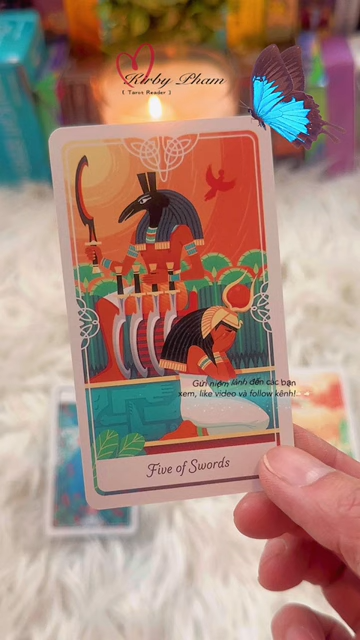 Kirby Pham
[ Tarot Reader ]
Gửi niệm lành đến các bạn
xem, like video và follow kênh!
Five of Swords